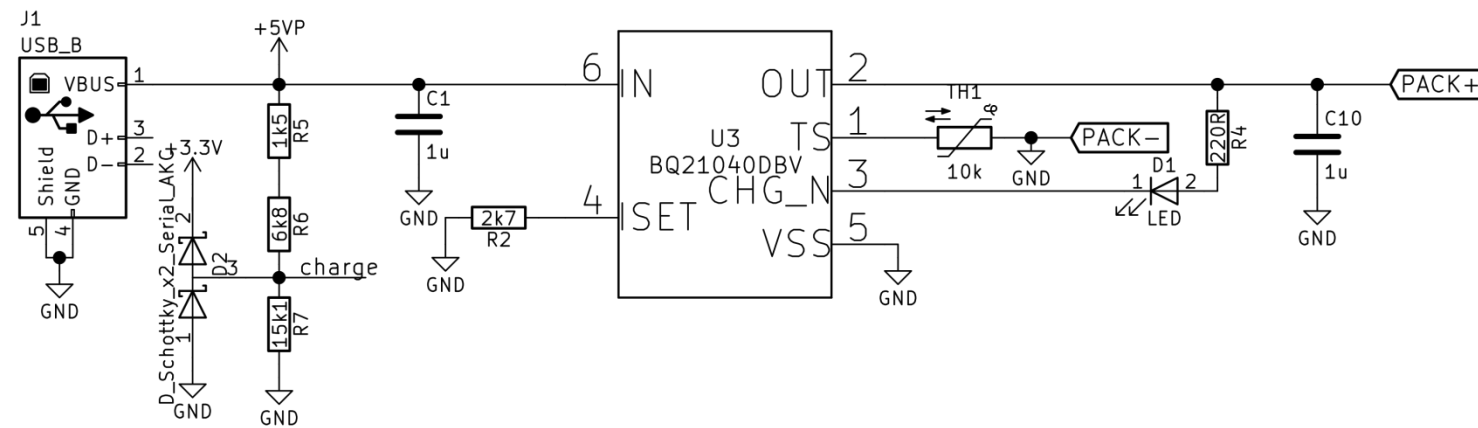 J1
USB_B
VBUS 1
D+ 3
D- 2
Shield
GND
5
4
GND
+5VP
1k5
R5
6k8
R6
15k1
R7
GND
+3.3V
D_Schottky_x2_Serial_AKC
2
D2
3
1
GND
charge
C1
1u
GND
2k7
R2
GND
6 IN
4 ISET
U3
BQ21040DBV
OUT 2
TS 1
CHG_N 3
VSS 5
GND
TH1
10k
GND
PACK-
D1
1
2
LED
220R
R4
C10
1u
GND
PACK+